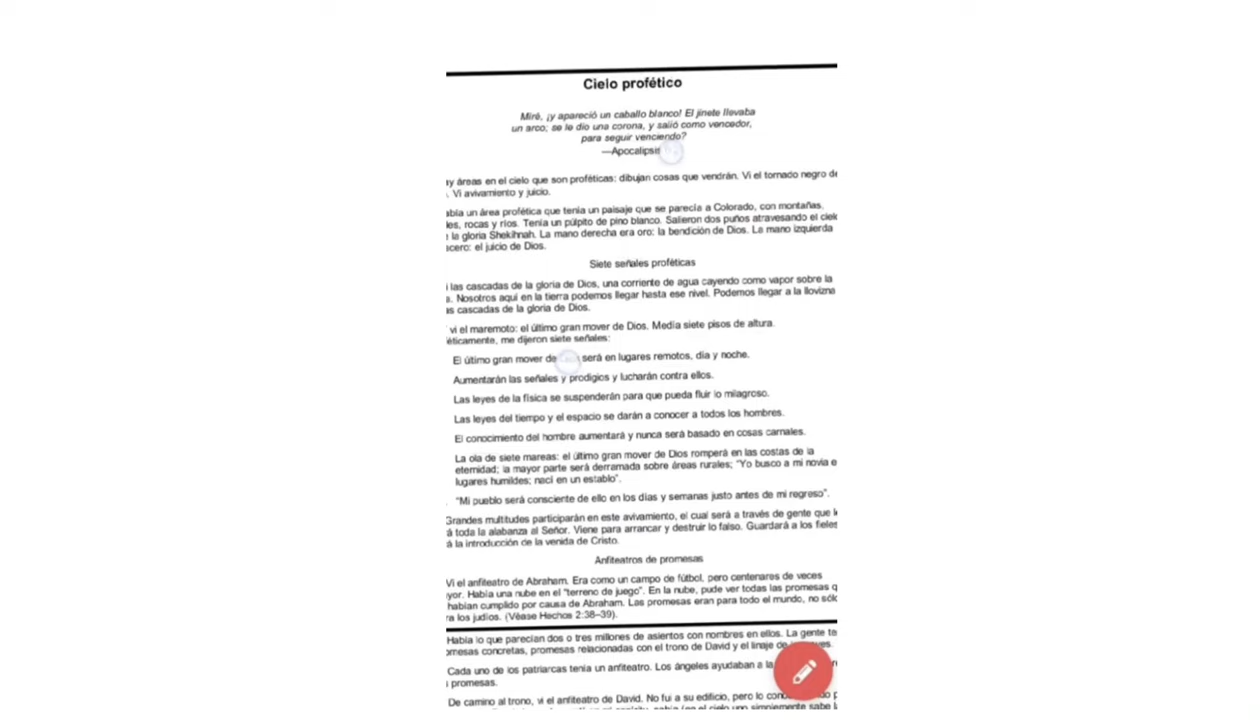 Cielo profético
Miré, ¡y apareció un caballo blanco! El jinete llevaba
un arco; se le dio una corona, y salió como vencedor,
para seguir venciendo?
—Apocalipsis
y áreas en el cielo que son proféticas: dibujan cosas que vendrán. Vi el tornado negro de
. Vi avivamiento y juicio.
abía un área profética que tenía un paisaje que se parecía a Colorado, con montañas,
les, rocas y ríos. Tenía un púlpito de pino blanco. Salieron dos puños atravesando el ciel
la gloria Shekihnah. La mano derecha era oro: la bendición de Dios. La mano izquierda
acero: el juicio de Dios.
Siete señales proféticas
las cascadas de la gloria de Dios, una corriente de agua cayendo como vapor sobre la
a. Nosotros aquí en la tierra podemos llegar hasta ese nivel. Podemos llegar a la llovizna
as cascadas de la gloria de Dios.
vi el maremoto: el último gran mover de Dios. Medía siete pisos de altura.
éticamente, me dijeron siete señales:
El útimo gran mover de será en lugares remotos, día y noche.
Aumentarán las señales y prodigios y lucharán contra ellos.
Las leyes de la física se suspenderán para que pueda fluir lo milagroso.
Las leyes del tiempo y el espacio se darán a conocer a todos los hombres.
El conocimiento del hombre aumentará y nunca será basado en cosas carnales.
La ola de siete mareas: el último gran mover de Dios romperá en las costas de la
eternidad; la mayor parte será derramada sobre áreas rurales; "Yo busco a mi novia e
lugares humildes; nací en un establo".
"Mi pueblo será consciente de ello en los días y semanas justo antes de mi regreso".
Grandes multitudes participarán en este avivamiento, el cual será a través de gente que l
á toda la alabanza al Señor. Viene para arrancar y destruir lo falso. Guardará a los fieles
á la introducción de la venida de Cristo.
Anfiteatros de promesas
Vi el anfiteatro de Abraham. Era como un campo de fútbol, pero centenares de veces
yor. Había una nube en el "terreno de juego". En la nube, pude ver todas las promesas q
habían cumplido por causa de Abraham. Las promesas eran para todo el mundo, no sól
ra los judíos. (Véase Hechos 2:38–39).
Había lo que parecían dos o tres millones de asientos con nombres en ellos. La gente te
omesas concretas, promesas relacionadas con el trono de David y el linaje de
Cada uno de los patriarcas tenía un anfiteatro. Los ángeles ayudaban a la
promesas.
De camino al trono, vi el anfiteatro de David. No fui a su edificio, pero lo